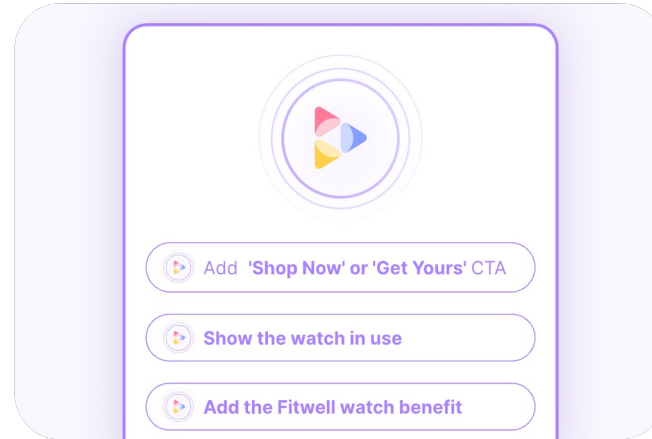 Add 'Shop Now' or 'Get Yours' CTA
Show the watch in use
Add the Fitwell watch benefit